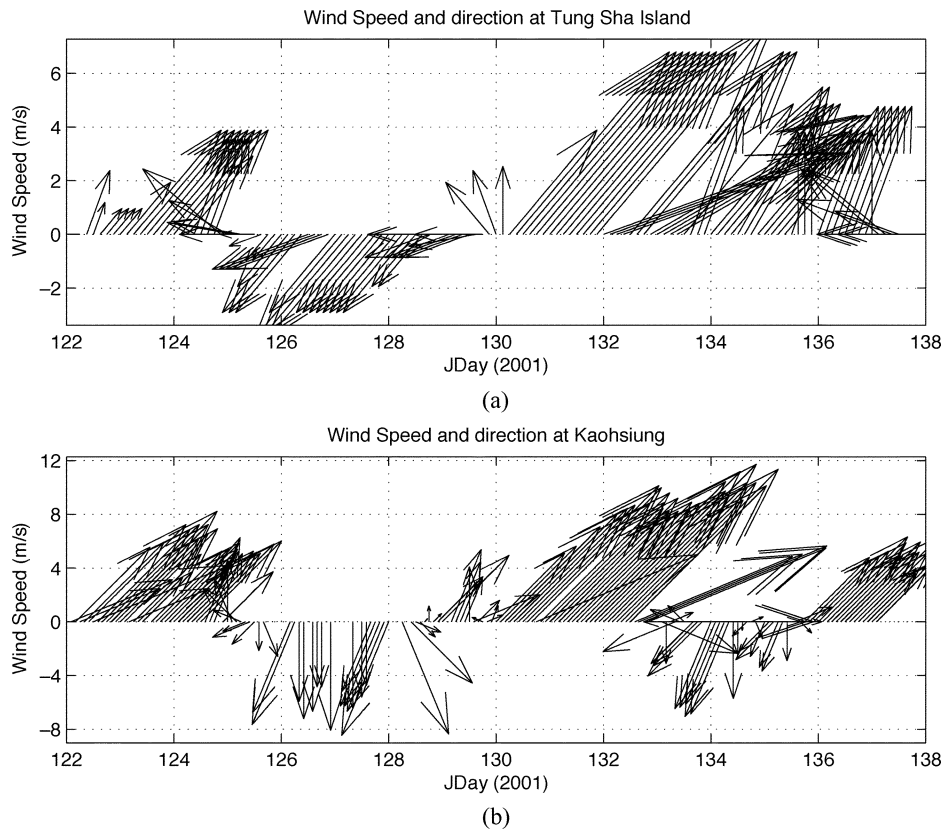 Wind Speed and direction at Tung Sha Island
6
4
2
0
−2
Wind Speed (m/s)
122 124 126 128 130 132 134 136 138
JDay (2001)
(a)
Wind Speed and direction at Kaohsiung
12
8
4
0
−4
−8
Wind Speed (m/s)
122 124 126 128 130 132 134 136 138
JDay (2001)
(b)